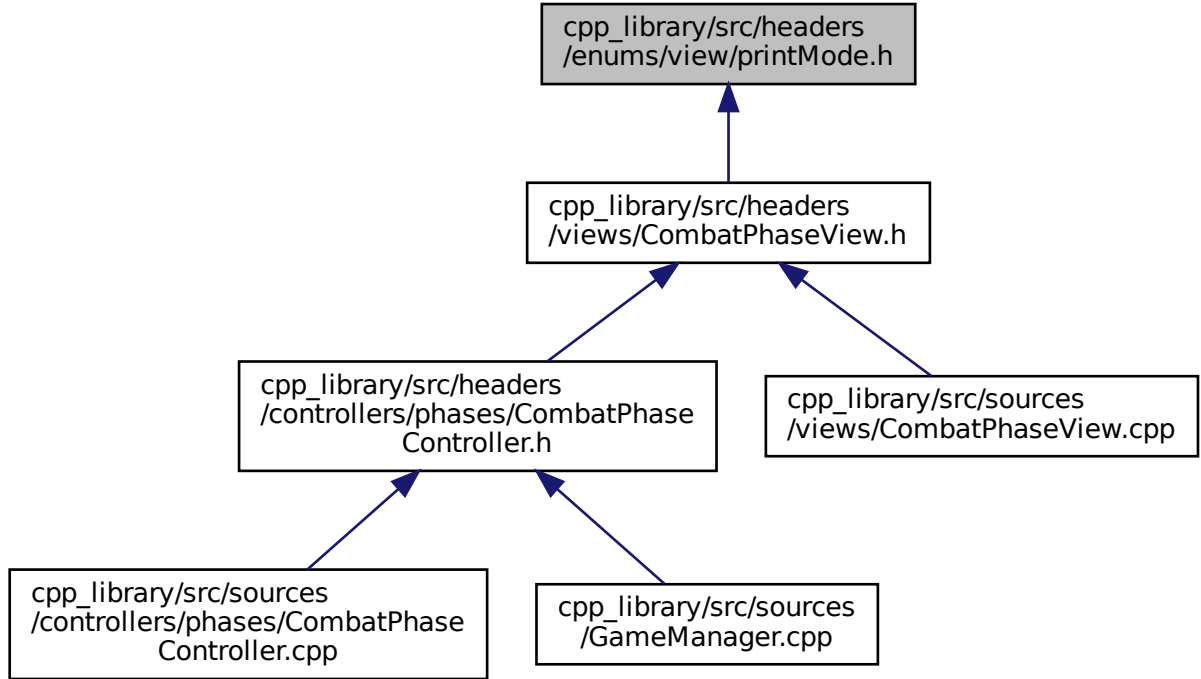 cpp_library/src/headers
/enums/view/printMode.h
cpp_library/src/headers
/views/CombatPhaseView.h
cpp_library/src/headers
/controllers/phases/CombatPhase
Controller.h
cpp_library/src/sources
/views/CombatPhaseView.cpp
cpp_library/src/sources
/controllers/phases/CombatPhase
Controller.cpp
cpp_library/src/sources
/GameManager.cpp